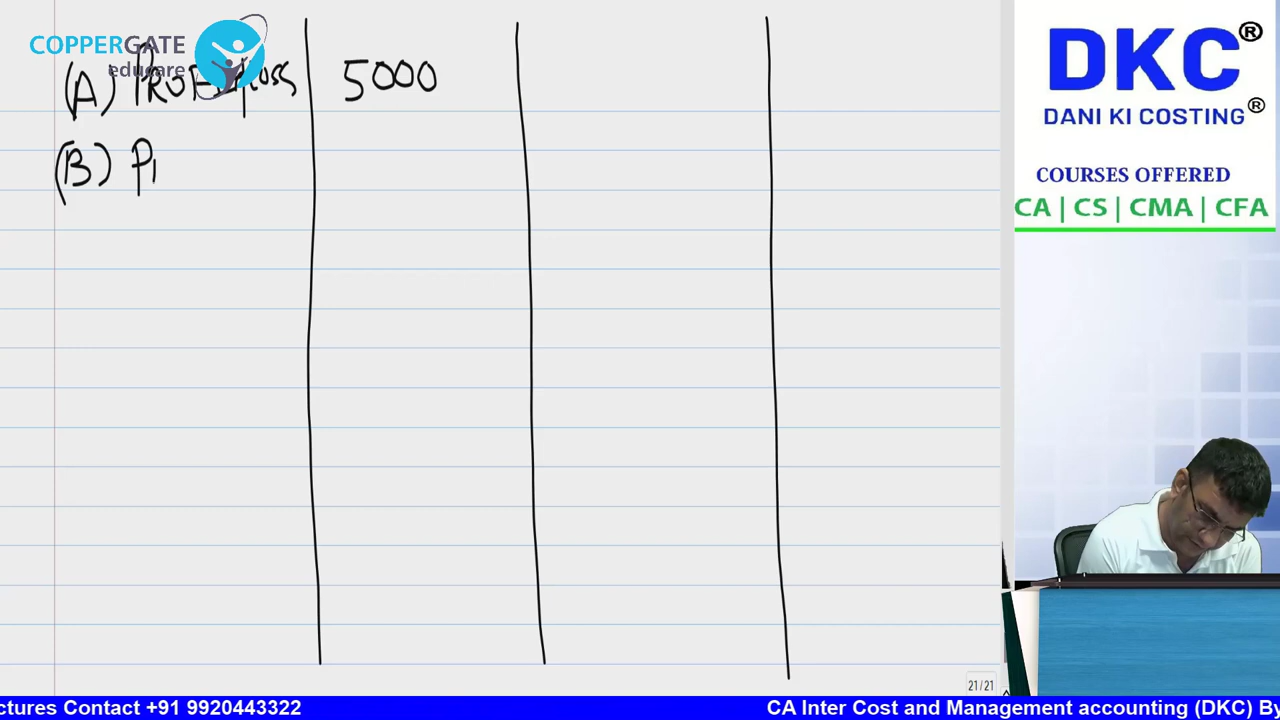 COPPERGATE
educare
(A) Profit/Loss 5000
(B) P
DKC®
DANI KI COSTING®
COURSES OFFERED
CA | CS | CMA | CFA
21/21
ctures Contact +91 9920443322
CA Inter Cost and Management accounting (DKC) By